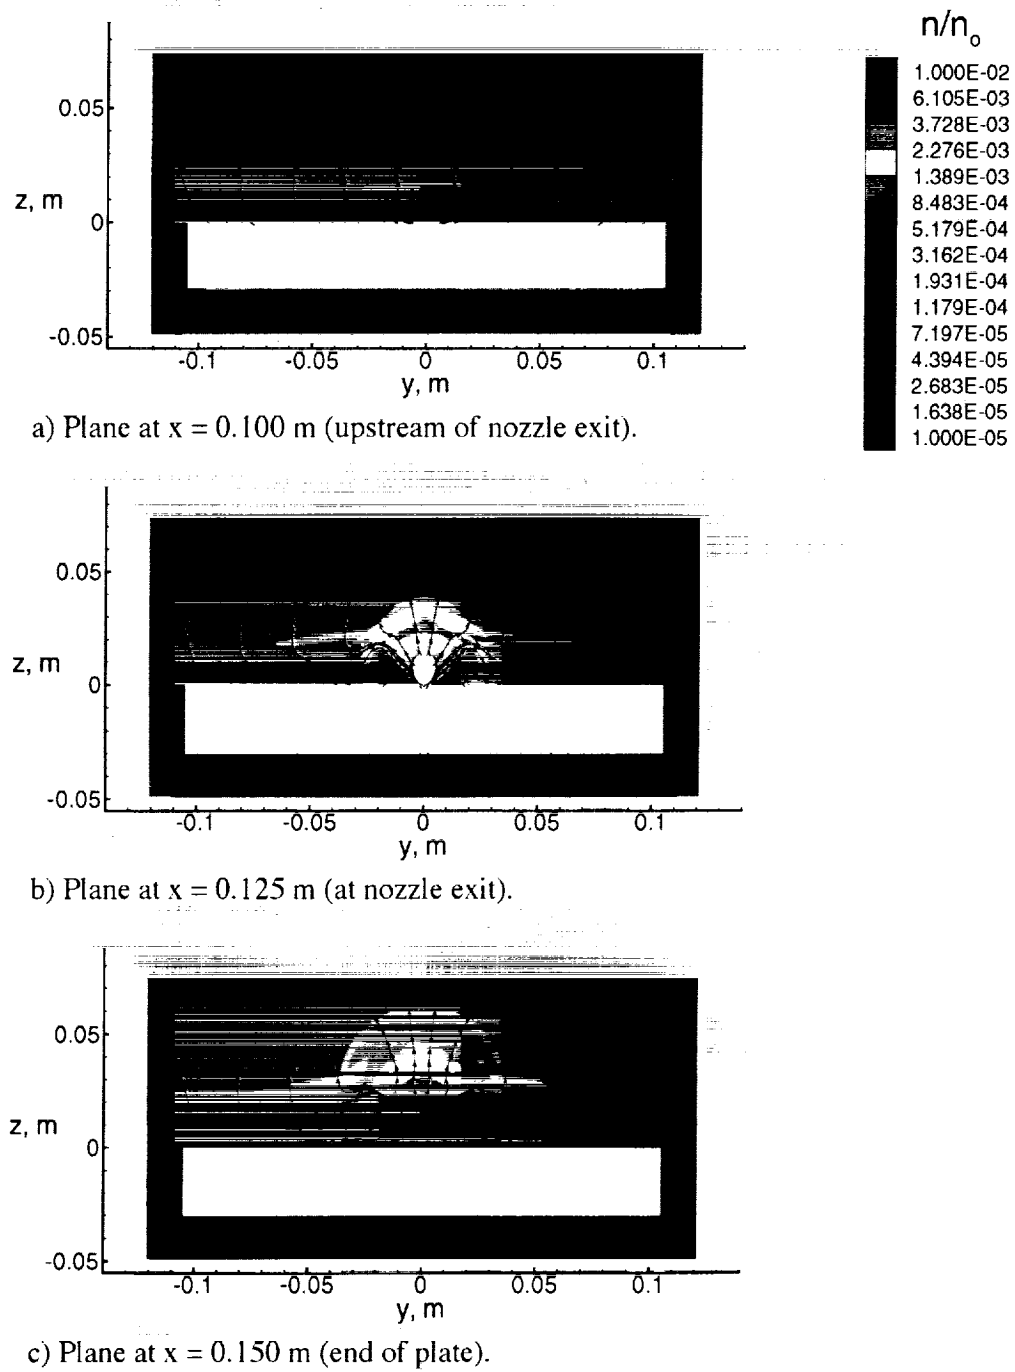 n/no
1.000E-02
6.105E-03
3.728E-03
2.276E-03
1.389E-03
8.483E-04
5.179E-04
3.162E-04
1.931E-04
1.179E-04
7.197E-05
4.394E-05
2.683E-05
1.638E-05
1.000E-05
0.05
z, m
0
-0.05
-0.1 -0.05 0 0.05 0.1
y, m
a) Plane at x = 0.100 m (upstream of nozzle exit).
0.05
z, m
0
-0.05
-0.1 -0.05 0 0.05 0.1
y, m
b) Plane at x = 0.125 m (at nozzle exit).
0.05
z, m
0
-0.05
-0.1 -0.05 0 0.05 0.1
y, m
c) Plane at x = 0.150 m (end of plate).